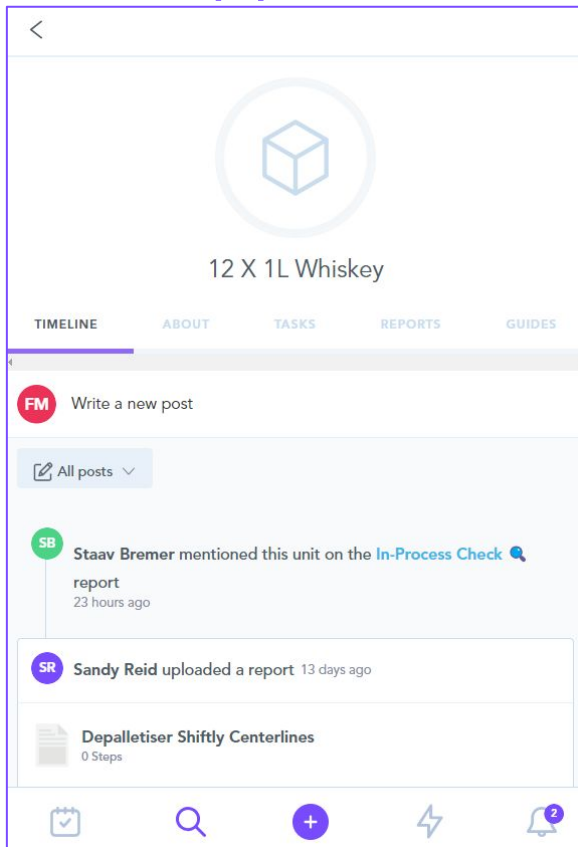 12 X 1L Whiskey
TIMELINE ABOUT TASKS REPORTS GUIDES
FM Write a new post
All posts
SB
Staav Bremer mentioned this unit on the In-Process Check
report
23 hours ago
SR Sandy Reid uploaded a report 13 days ago
Depalletiser Shiftly Centerlines
0 Steps
2